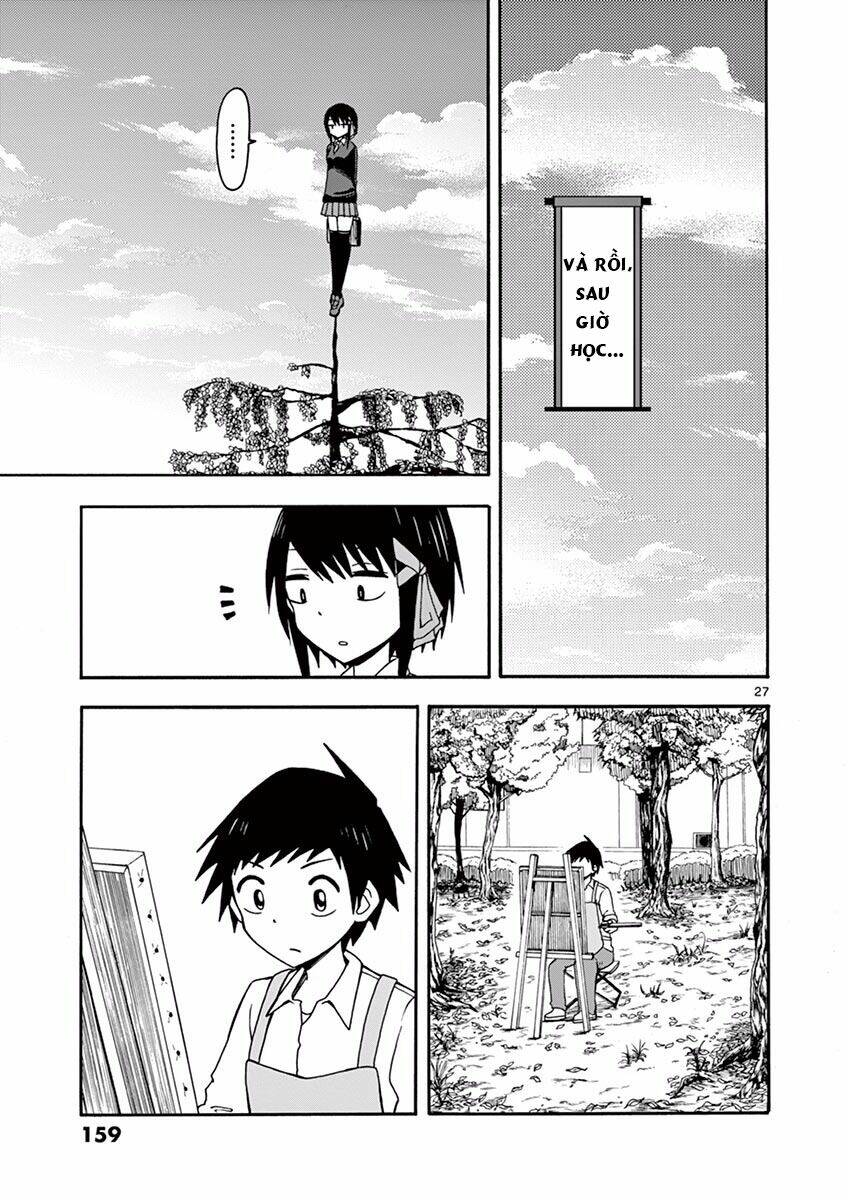 VÀ RỒI,
SAU
GIỜ
HỌC...
.......
27
159